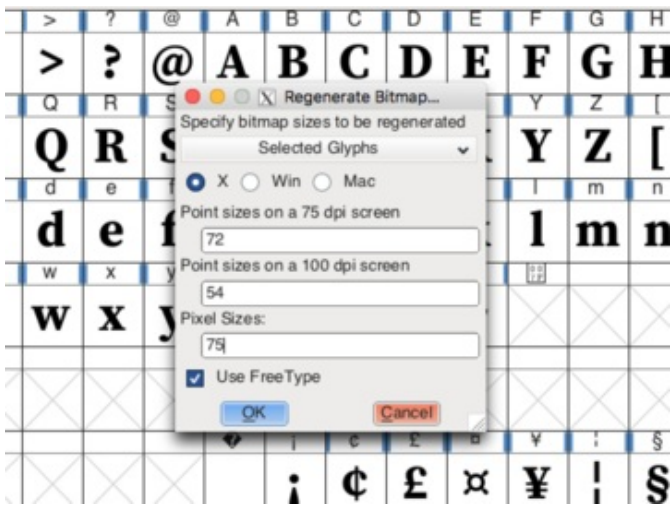 > ? @ A B C D E F G H
> ? @ A B C D E F G H
Regenerate Bitmap...
Specify bitmap sizes to be regenerated
Selected Glyphs
X Win Mac
Point sizes on a 75 dpi screen
72
Point sizes on a 100 dpi screen
54
Pixel Sizes:
75
Use FreeType
OK Cancel
Q R S Y Z [
Q R S Y Z [
d e f l m n
d e f l m n
w x y
w x y
� ¡ ¢ £ ¤ ¥ ¦ §
¡ ¢ £ ¤ ¥ ¦ §